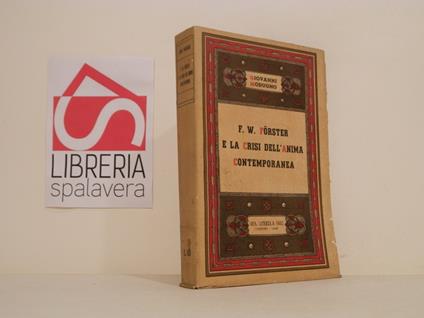 LIBRERIA
spalavera
GIOVANNI
MODUGNO
F. W. FÖRSTER
E LA CRISI DELL'ANIMA
CONTEMPORANEA